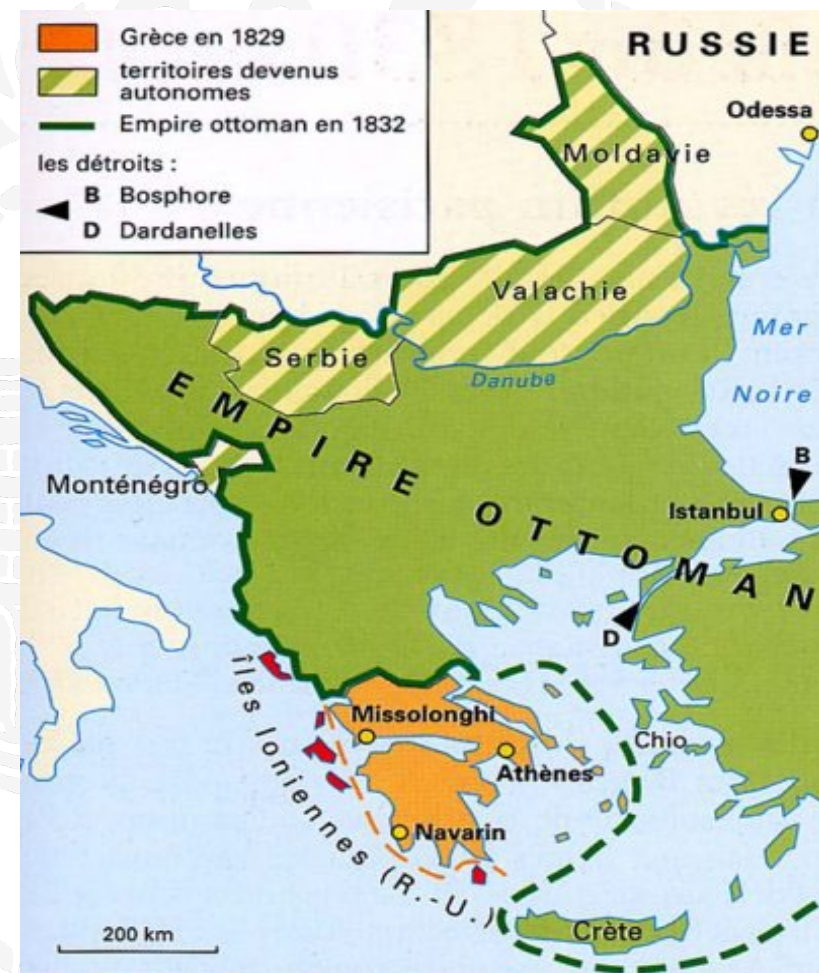 Grèce en 1829
territoires devenus
autonomes
Empire ottoman en 1832
les détroits :
B Bosphore
D Dardanelles
RUSSIE
Odessa
Moldavie
Valachie
Serbie
Danube
Mer
Noire
EMPIRE OTTOMAN
Monténégro
B
Istanbul
D
îles Ioniennes (R.-U.)
Missolonghi
Athènes
Chio
Navarin
Crète
200 km